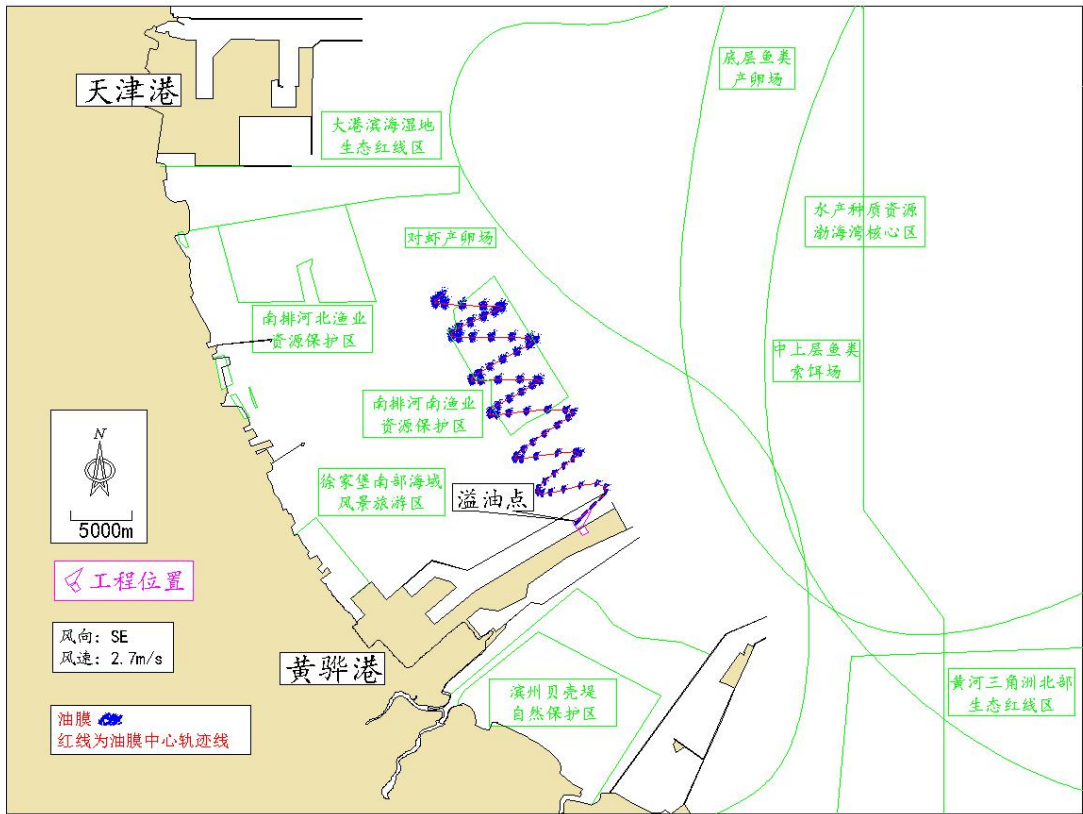 天津港
底层鱼类
产卵场
大港滨海湿地
生态红线区
水产种质资源
渤海湾核心区
对虾产卵场
南排河北渔业
资源保护区
中上层鱼类
索饵场
南排河南渔业
资源保护区
徐家堡南部海域
风景旅游区
溢油点
N
5000m
工程位置
风向: SE
风速: 2.7m/s
黄骅港
滨州贝壳堤
自然保护区
黄河三角洲北部
生态红线区
油膜
红线为油膜中心轨迹线